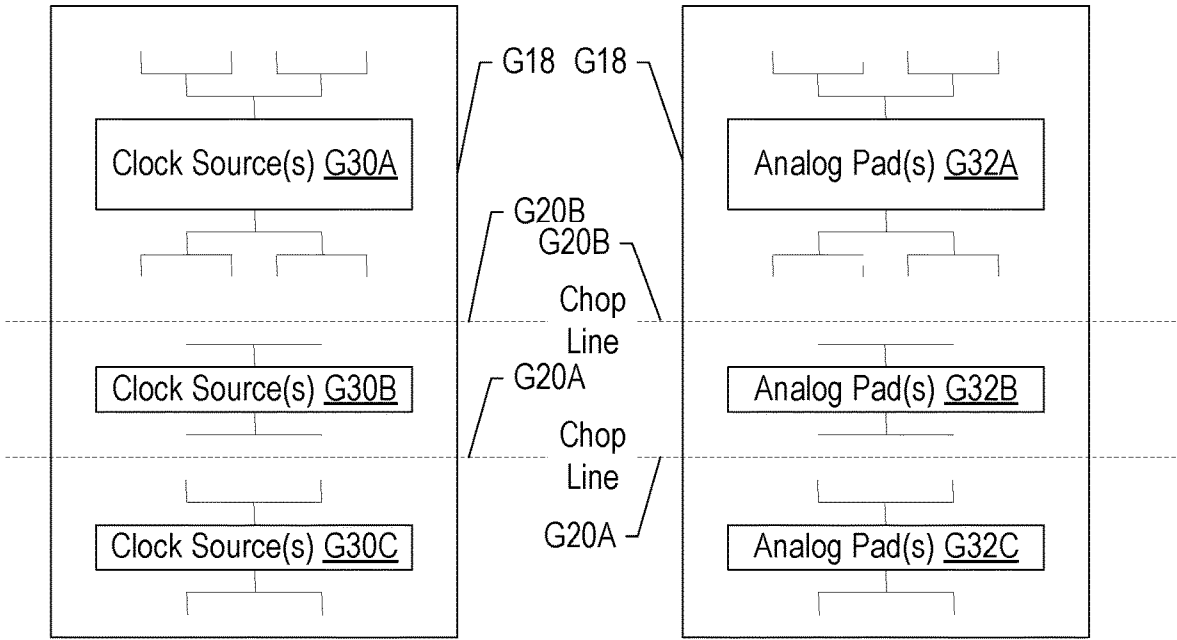 G18 G18
Clock Source(s) G30A
Analog Pad(s) G32A
G20B
G20B
Chop
Line
Clock Source(s) G30B
G20A
Analog Pad(s) G32B
Chop
Line
Clock Source(s) G30C
G20A
Analog Pad(s) G32C